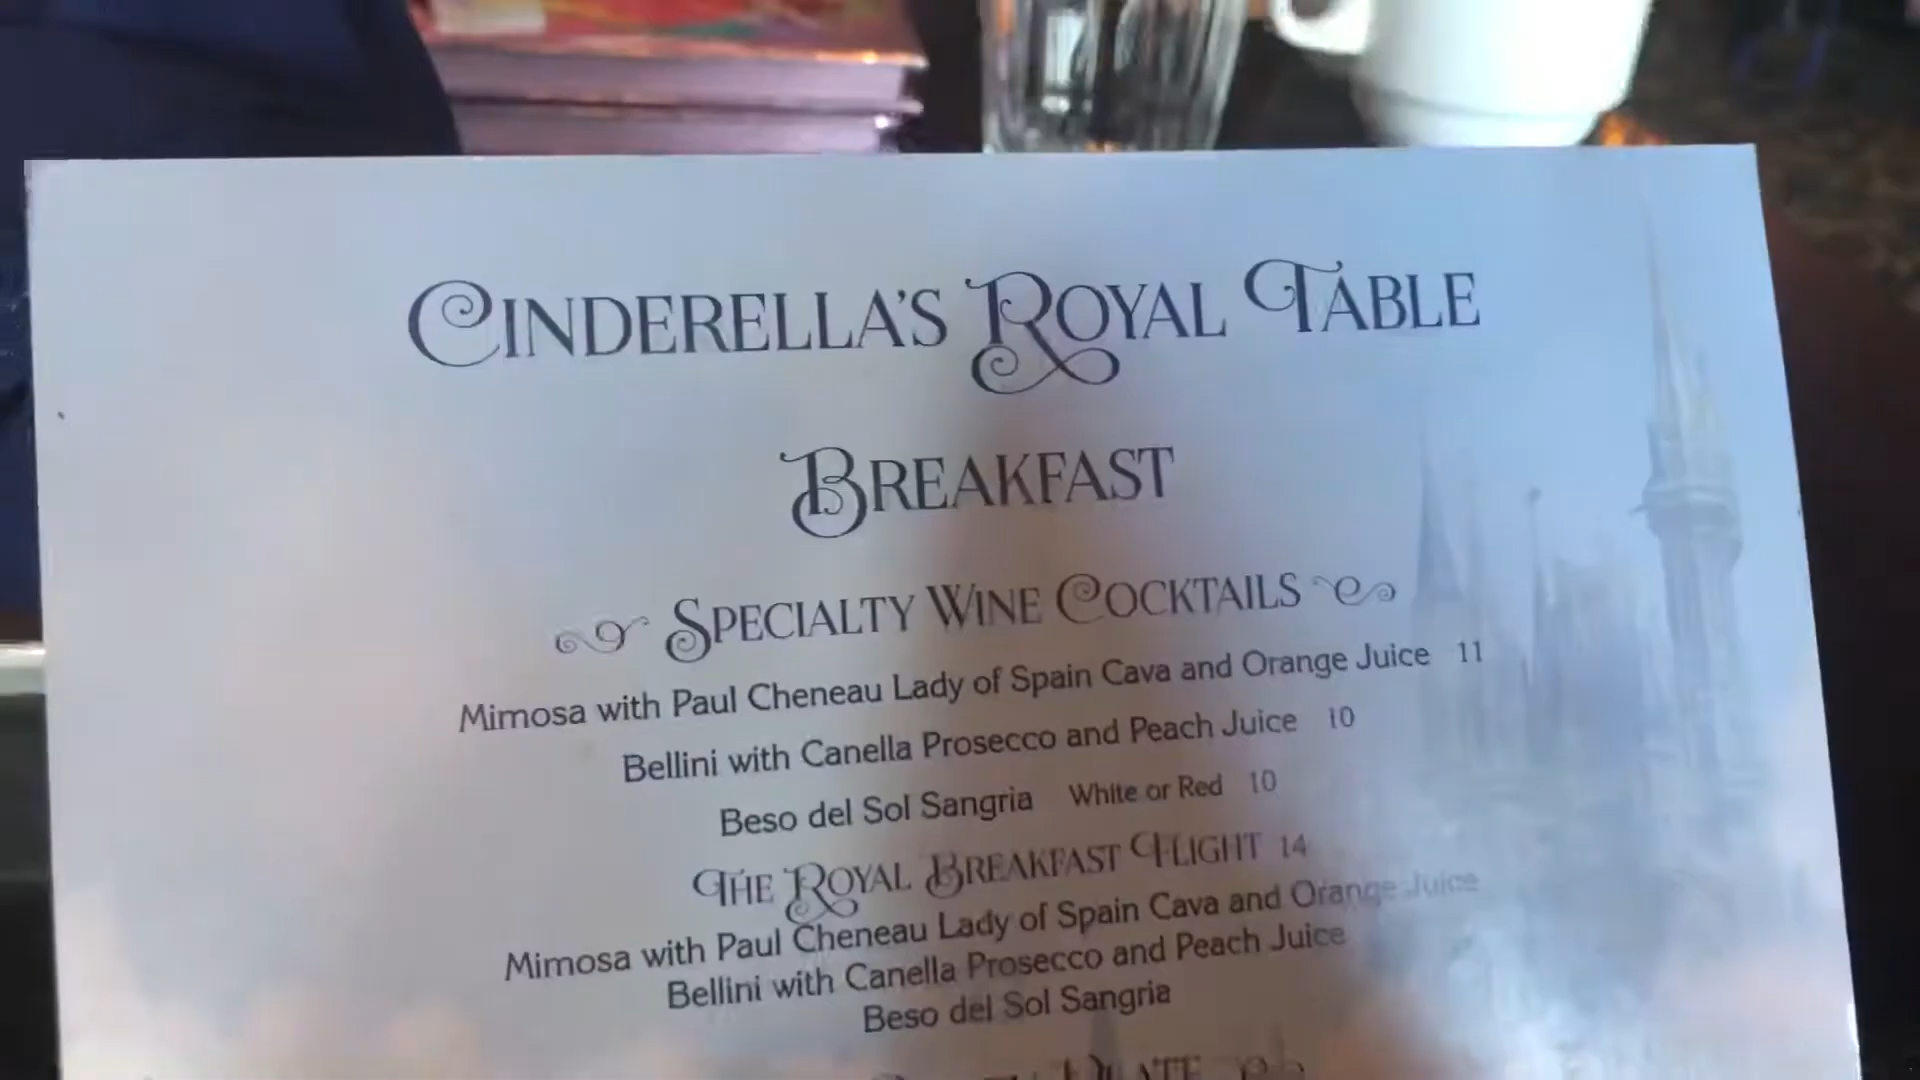 CINDERELLA'S ROYAL TABLE
BREAKFAST
SPECIALTY WINE COCKTAILS
Mimosa with Paul Cheneau Lady of Spain Cava and Orange Juice 11
Bellini with Canella Prosecco and Peach Juice 10
Beso del Sol Sangria White or Red 10
THE ROYAL BREAKFAST FLIGHT 14
Mimosa with Paul Cheneau Lady of Spain Cava and Orange Juice
Bellini with Canella Prosecco and Peach Juice
Beso del Sol Sangria